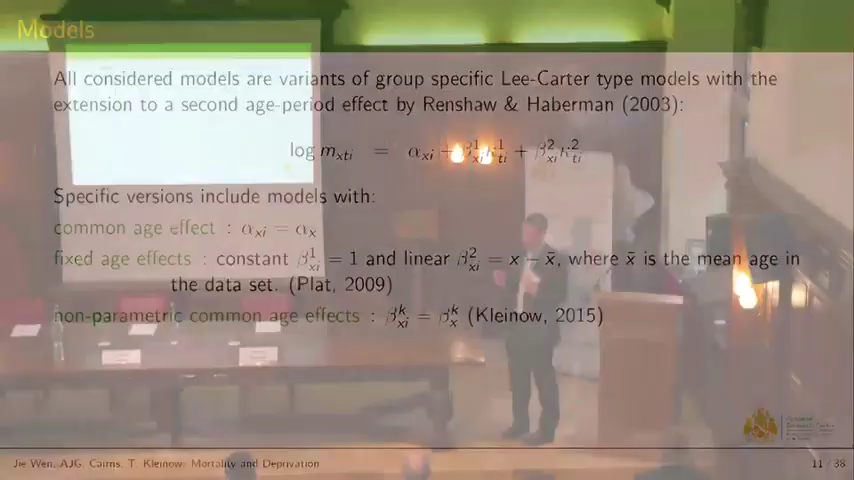 Models
All considered models are variants of group specific Lee-Carter type models with the
extension to a second age-period effect by Renshaw & Haberman (2003):
log m_xti = α_xi + β¹_xi κ¹_ti + β²_xi κ²_ti
Specific versions include models with:
common age effect : α_xi = α_x
fixed age effects : constant β¹_xi = 1 and linear β²_xi = x − x̄, where x̄ is the mean age in
the data set. (Plat, 2009)
non-parametric common age effects : β^k_xi = β^k_x (Kleinow, 2015)
Jie Wen, AJG. Cairns, T. Kleinow: Mortality and Deprivation
11 / 38